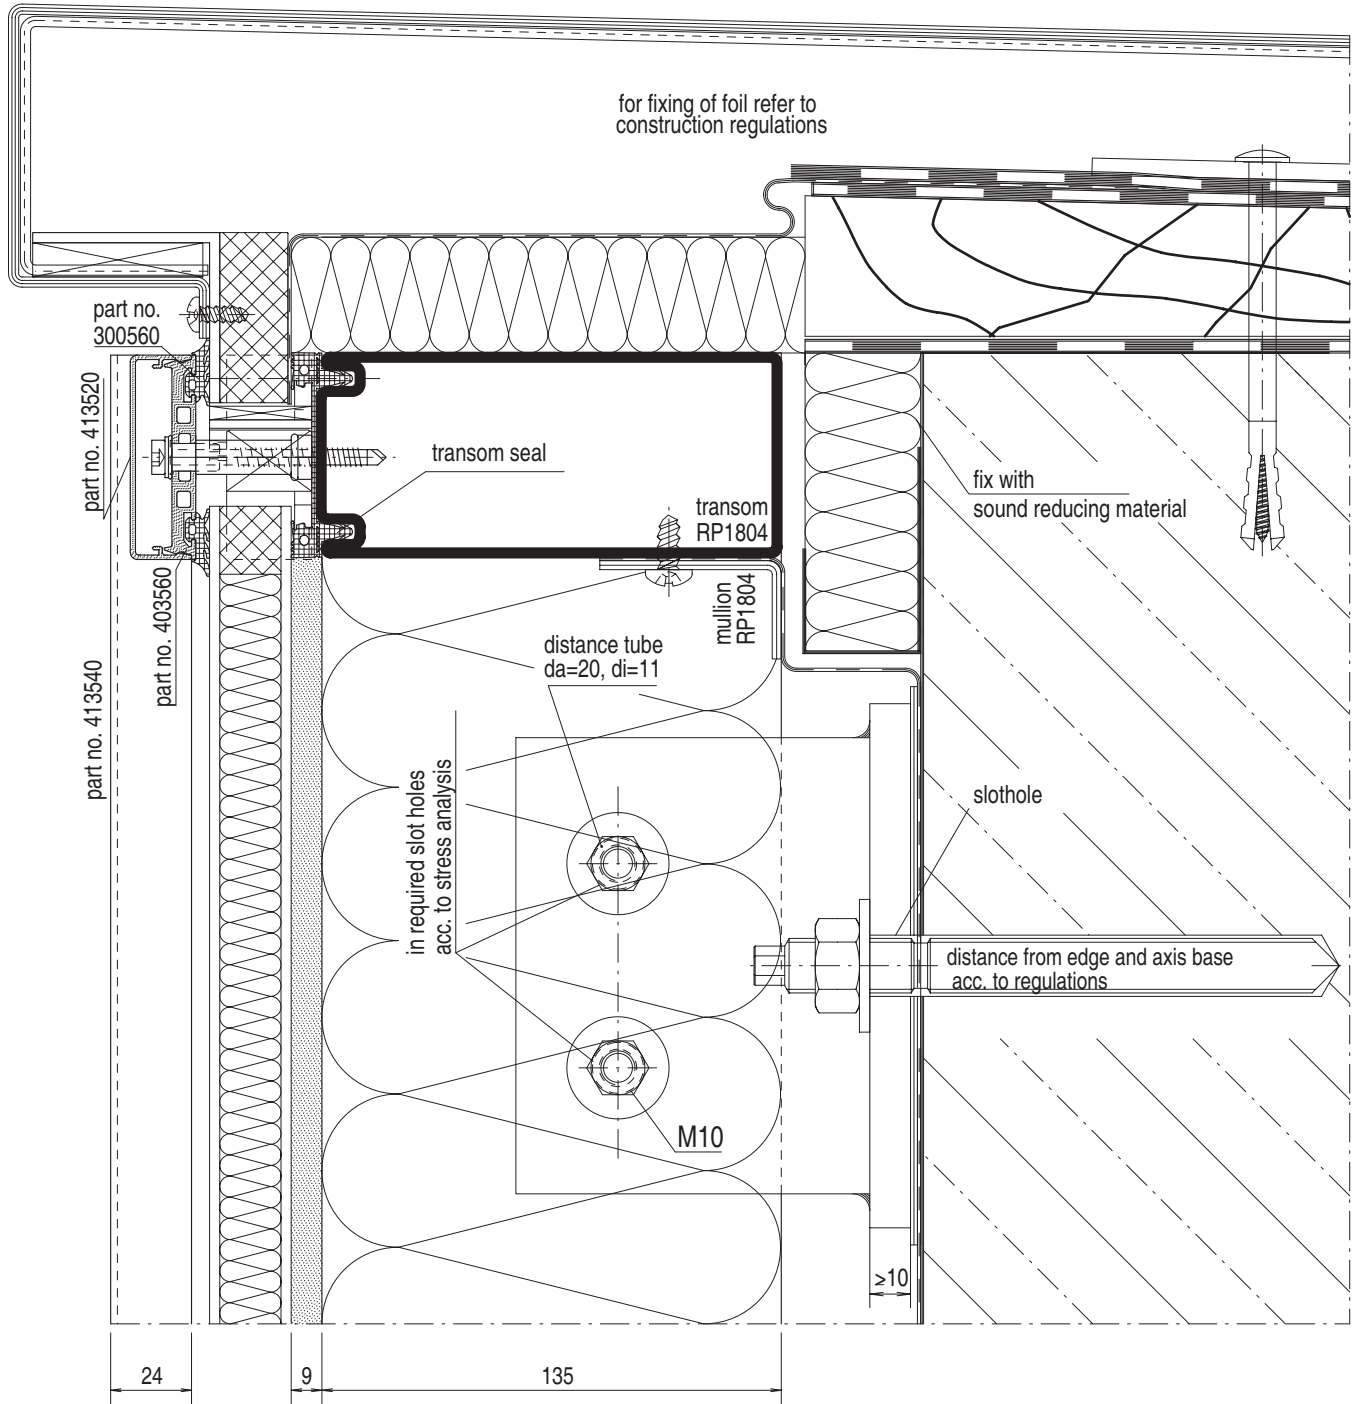 for fixing of foil refer to
construction regulations
part no.
300560
part no. 413520
transom seal
transom
RP1804
fix with
sound reducing material
part no. 403560
mullion
RP1804
distance tube
da=20, di=11
part no. 413540
in required slot holes
acc. to stress analysis
slothole
distance from edge and axis base
acc. to regulations
M10
≥10
24
9
135